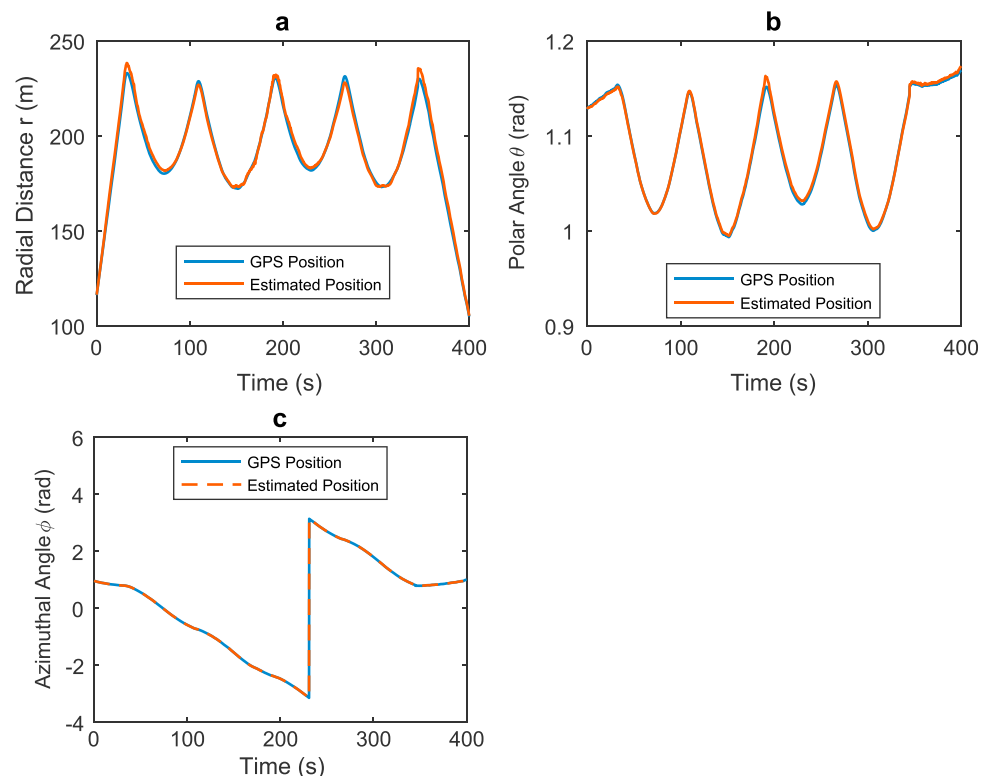 a
250
200
150
100
Radial Distance r (m)
GPS Position
Estimated Position
0 100 200 300 400
Time (s)
b
1.2
1.1
1
0.9
Polar Angle θ (rad)
GPS Position
Estimated Position
0 100 200 300 400
Time (s)
c
6
4
2
0
-2
-4
Azimuthal Angle ϕ (rad)
GPS Position
Estimated Position
0 100 200 300 400
Time (s)